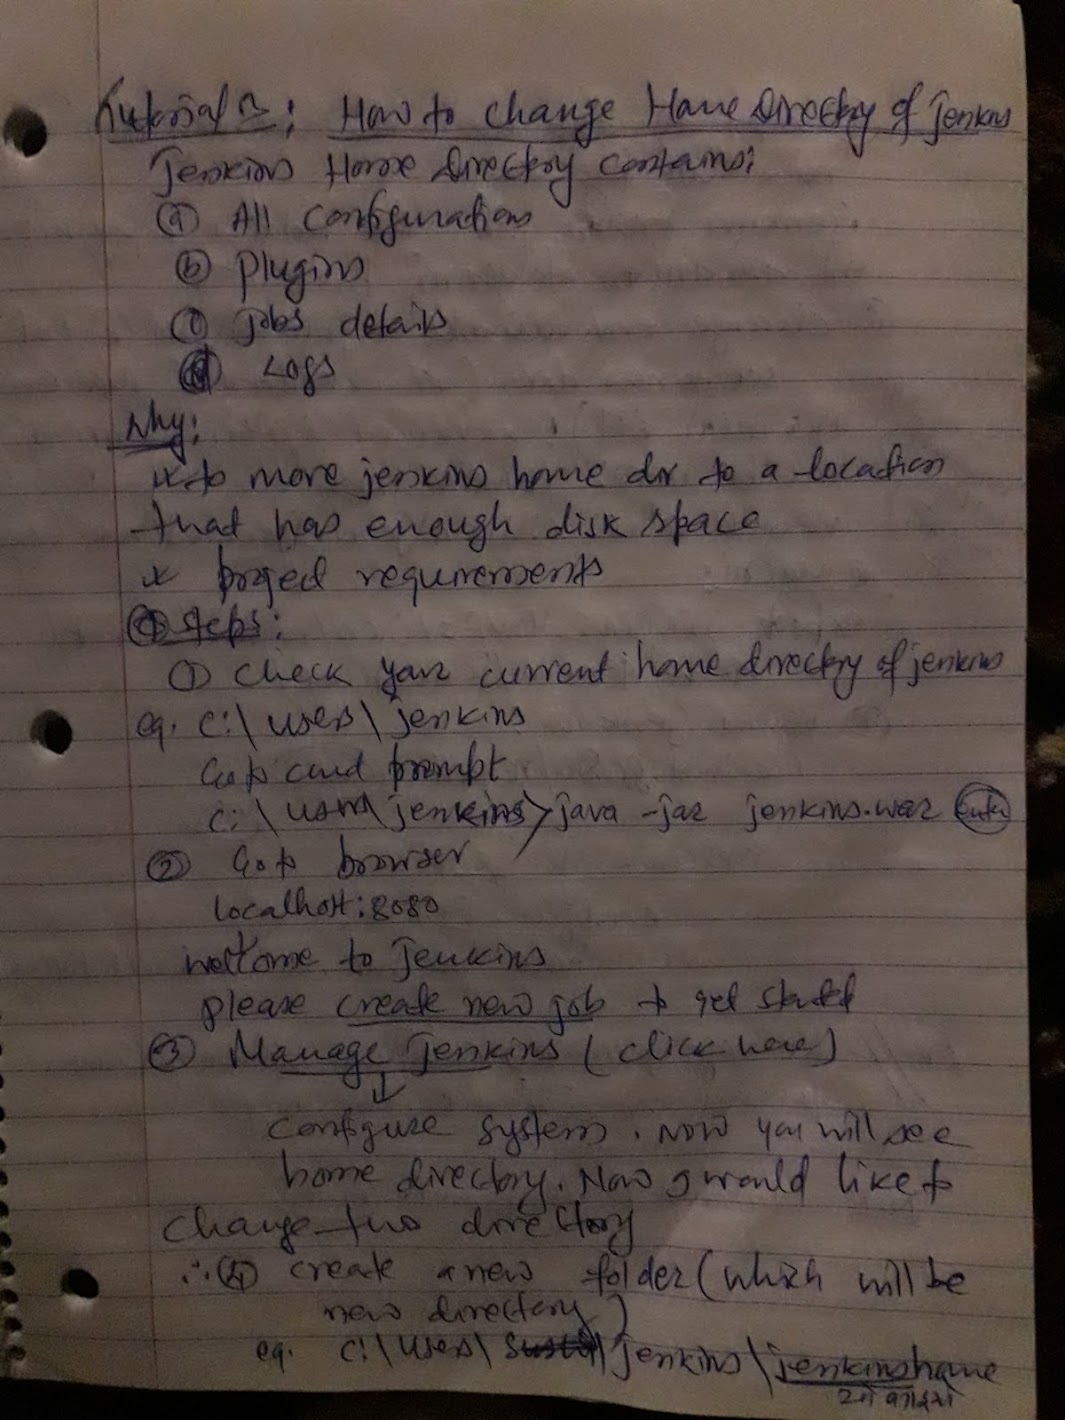 Tutorial 3: How to change Home Directory of Jenkins
Jenkins Home Directory contains:
(a) All configurations
(b) plugins
(c) jobs details
(d) Logs
Why:
* to move jenkins home dir to a location
that has enough disk space
* project requirements
steps:
(1) check your current home directory of jenkins
eg. C:\users\jenkins
Go to cmd prompt
C:\users\jenkins>java -jar jenkins.war (Enter)
(2) Go to browser
localhost:8080
welcome to Jenkins
please create new job to get started
(3) Manage Jenkins (click here)
↓
configure system. Now you will see
home directory. Now I would like to
change this directory
∴ (4) create a new folder (which will be
new directory)
eg. C:\users\ \jenkins\jenkinshome